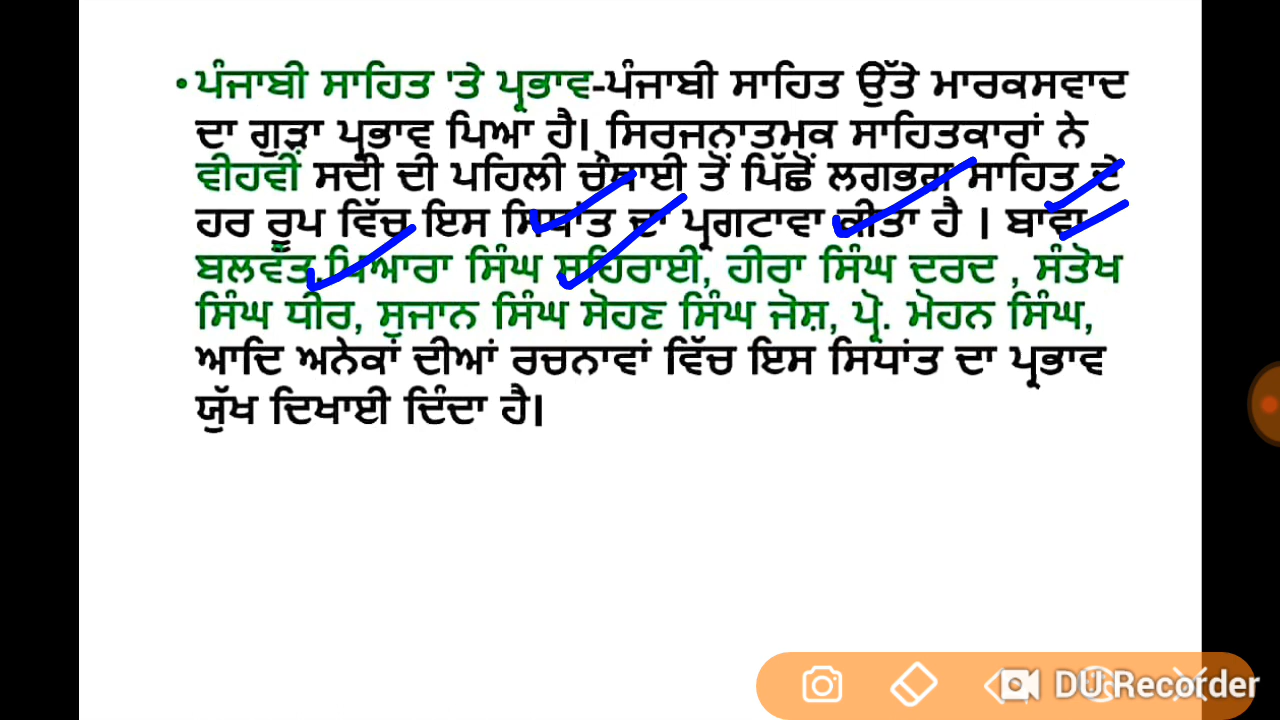 • ਪੰਜਾਬੀ ਸਾਹਿਤ 'ਤੇ ਪ੍ਰਭਾਵ-ਪੰਜਾਬੀ ਸਾਹਿਤ ਉੱਤੇ ਮਾਰਕਸਵਾਦ
ਦਾ ਗੁੜਾ ਪ੍ਰਭਾਵ ਪਿਆ ਹੈ। ਸਿਰਜਨਾਤਮਕ ਸਾਹਿਤਕਾਰਾਂ ਨੇ
ਵੀਹਵੀਂ ਸਦੀ ਦੀ ਪਹਿਲੀ ਚੌਥਾਈ ਤੋਂ ਪਿੱਛੋਂ ਲਗਭਗ ਸਾਹਿਤ ਦੇ
ਹਰ ਰੂਪ ਵਿੱਚ ਇਸ ਸਿਧਾਂਤ ਦਾ ਪ੍ਰਗਟਾਵਾ ਕੀਤਾ ਹੈ । ਬਾਵਾ
ਬਲਵੰਤ,ਪਿਆਰਾ ਸਿੰਘ ਸਹਿਰਾਈ, ਹੀਰਾ ਸਿੰਘ ਦਰਦ , ਸੰਤੋਖ
ਸਿੰਘ ਧੀਰ, ਸੁਜਾਨ ਸਿੰਘ ਸੋਹਣ ਸਿੰਘ ਜੋਸ਼, ਪ੍ਰੋ. ਮੋਹਨ ਸਿੰਘ,
ਆਦਿ ਅਨੇਕਾਂ ਦੀਆਂ ਰਚਨਾਵਾਂ ਵਿੱਚ ਇਸ ਸਿਧਾਂਤ ਦਾ ਪ੍ਰਭਾਵ
ਯੁੱਖ ਦਿਖਾਈ ਦਿੰਦਾ ਹੈ।
DU Recorder